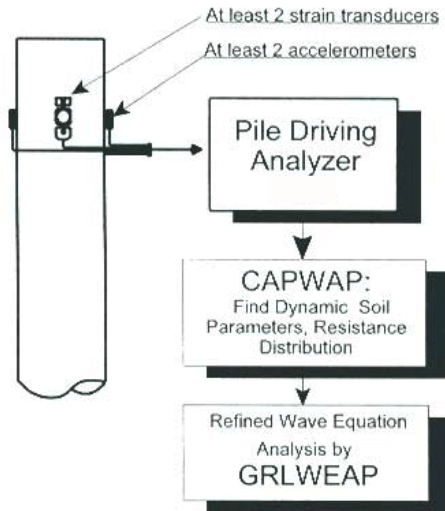 At least 2 strain transducers
At least 2 accelerometers
Pile Driving
Analyzer
CAPWAP:
Find Dynamic Soil
Parameters, Resistance
Distribution
Refined Wave Equation
Analysis by
GRLWEAP